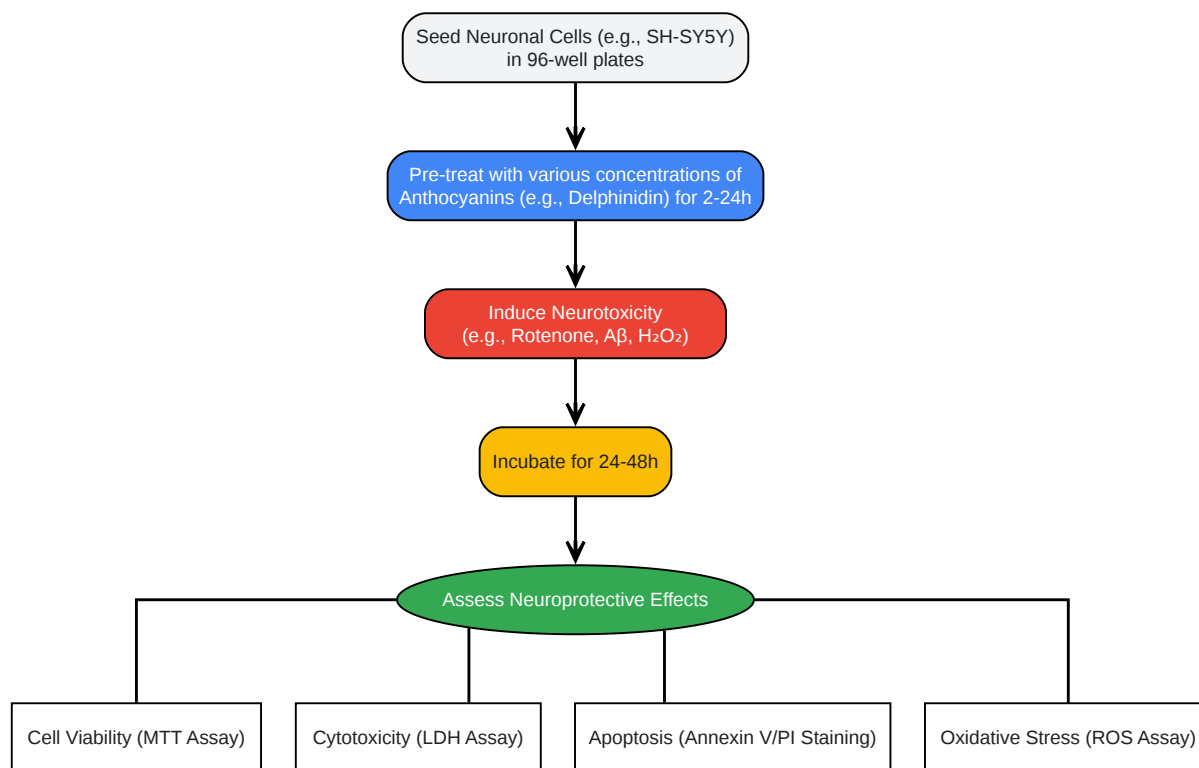 Seed Neuronal Cells (e.g., SH-SY5Y)
in 96-well plates
Pre-treat with various concentrations of
Anthocyanins (e.g., Delphinidin) for 2-24h
Induce Neurotoxicity
(e.g., Rotenone, Aβ, H₂O₂)
Incubate for 24-48h
Assess Neuroprotective Effects
Cell Viability (MTT Assay)
Cytotoxicity (LDH Assay)
Apoptosis (Annexin V/PI Staining)
Oxidative Stress (ROS Assay)